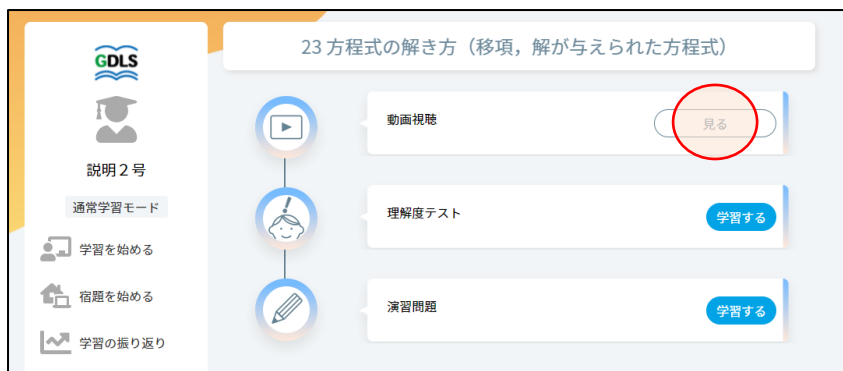 GDLS
説明2号
通常学習モード
学習を始める
宿題を始める
学習の振り返り
23 方程式の解き方(移項,解が与えられた方程式)
動画視聴
見る
理解度テスト
学習する
演習問題
学習する